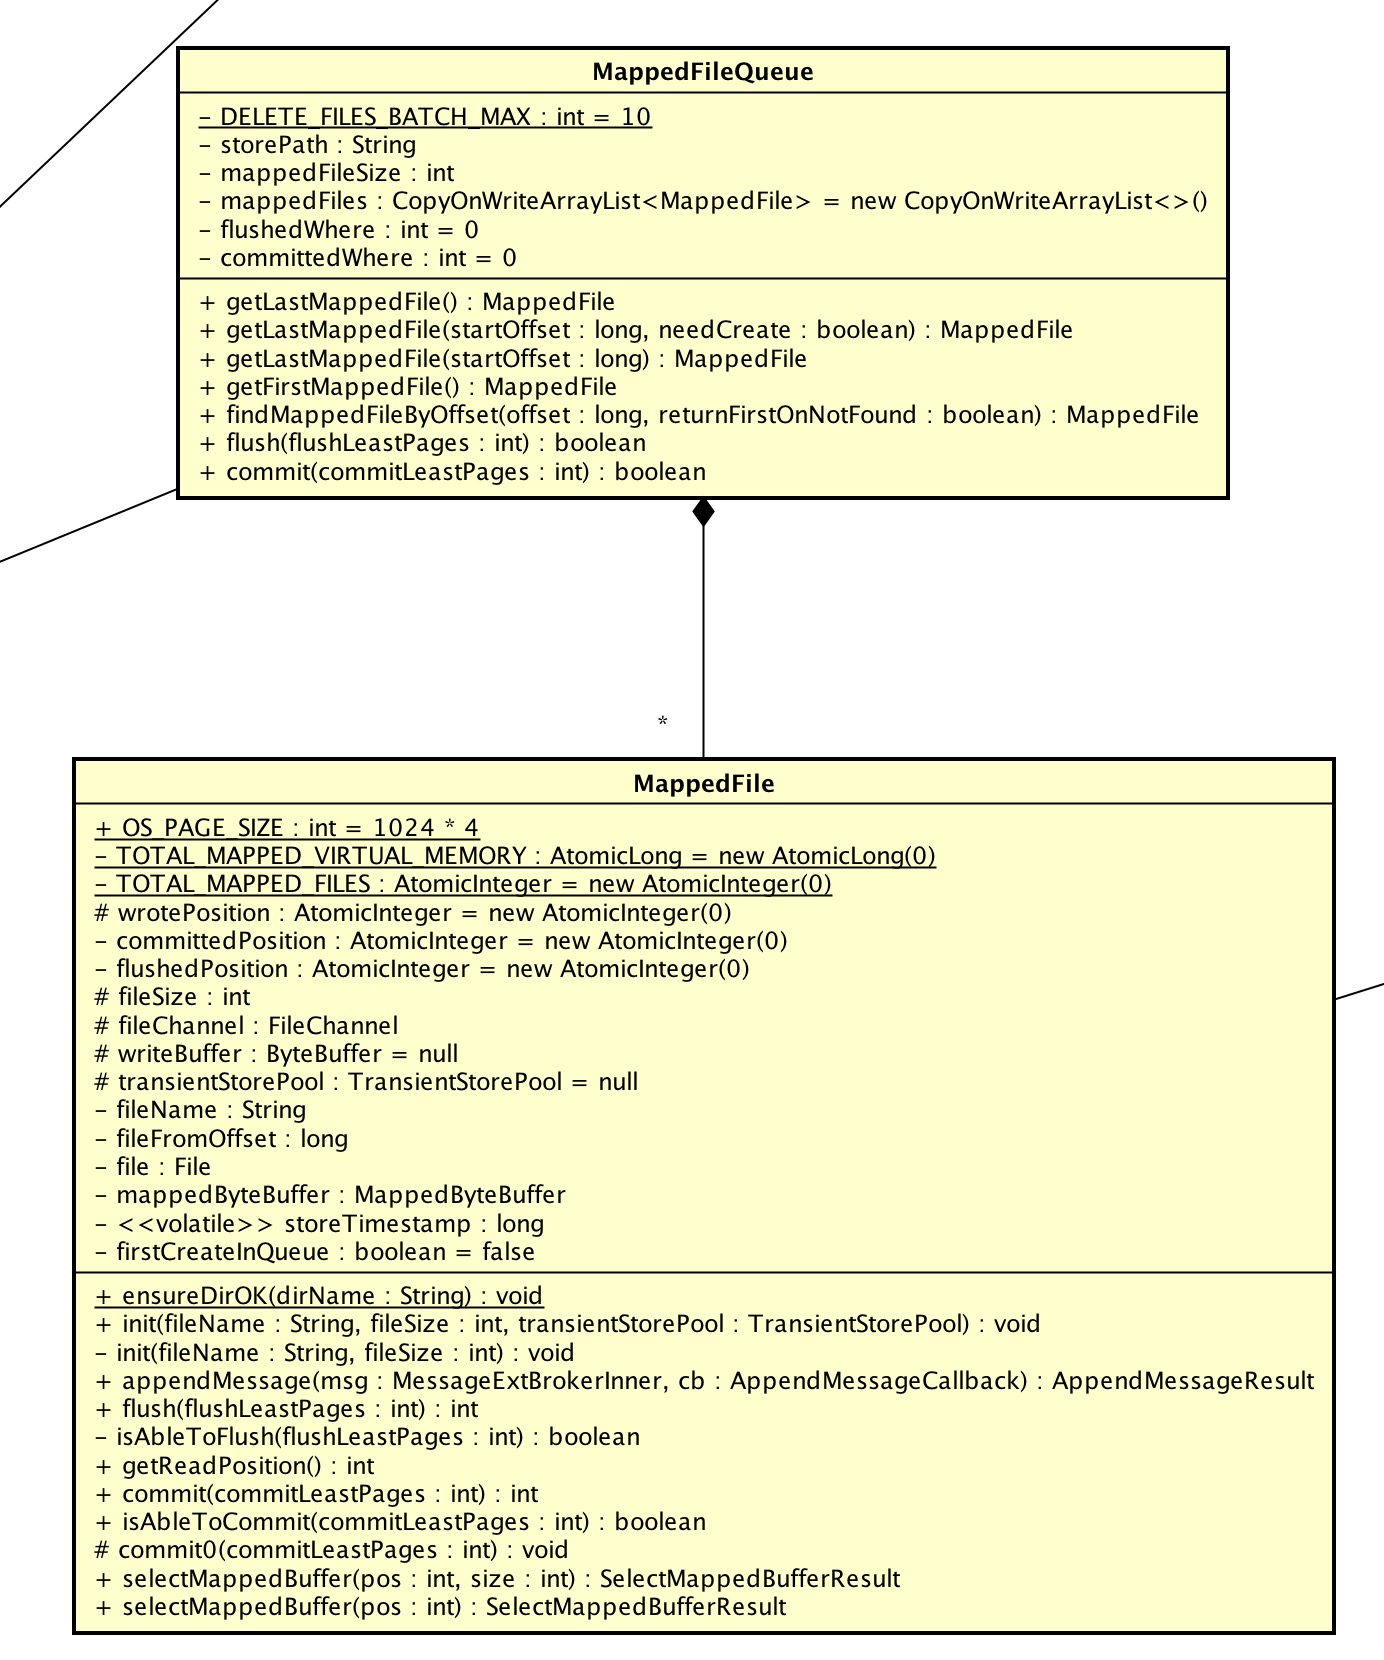 MappedFileQueue
- DELETE_FILES_BATCH_MAX : int = 10
- storePath : String
- mappedFileSize : int
- mappedFiles : CopyOnWriteArrayList<MappedFile> = new CopyOnWriteArrayList<>()
- flushedWhere : int = 0
- committedWhere : int = 0
+ getLastMappedFile() : MappedFile
+ getLastMappedFile(startOffset : long, needCreate : boolean) : MappedFile
+ getLastMappedFile(startOffset : long) : MappedFile
+ getFirstMappedFile() : MappedFile
+ findMappedFileByOffset(offset : long, returnFirstOnNotFound : boolean) : MappedFile
+ flush(flushLeastPages : int) : boolean
+ commit(commitLeastPages : int) : boolean
*
MappedFile
+ OS_PAGE_SIZE : int = 1024 * 4
- TOTAL_MAPPED_VIRTUAL_MEMORY : AtomicLong = new AtomicLong(0)
- TOTAL_MAPPED_FILES : AtomicInteger = new AtomicInteger(0)
# wrotePosition : AtomicInteger = new AtomicInteger(0)
- committedPosition : AtomicInteger = new AtomicInteger(0)
- flushedPosition : AtomicInteger = new AtomicInteger(0)
# fileSize : int
# fileChannel : FileChannel
# writeBuffer : ByteBuffer = null
# transientStorePool : TransientStorePool = null
- fileName : String
- fileFromOffset : long
- file : File
- mappedByteBuffer : MappedByteBuffer
- <<volatile>> storeTimestamp : long
- firstCreateInQueue : boolean = false
+ ensureDirOK(dirName : String) : void
+ init(fileName : String, fileSize : int, transientStorePool : TransientStorePool) : void
- init(fileName : String, fileSize : int) : void
+ appendMessage(msg : MessageExtBrokerInner, cb : AppendMessageCallback) : AppendMessageResult
+ flush(flushLeastPages : int) : int
- isAbleToFlush(flushLeastPages : int) : boolean
+ getReadPosition() : int
+ commit(commitLeastPages : int) : int
+ isAbleToCommit(commitLeastPages : int) : boolean
# commit0(commitLeastPages : int) : void
+ selectMappedBuffer(pos : int, size : int) : SelectMappedBufferResult
+ selectMappedBuffer(pos : int) : SelectMappedBufferResult